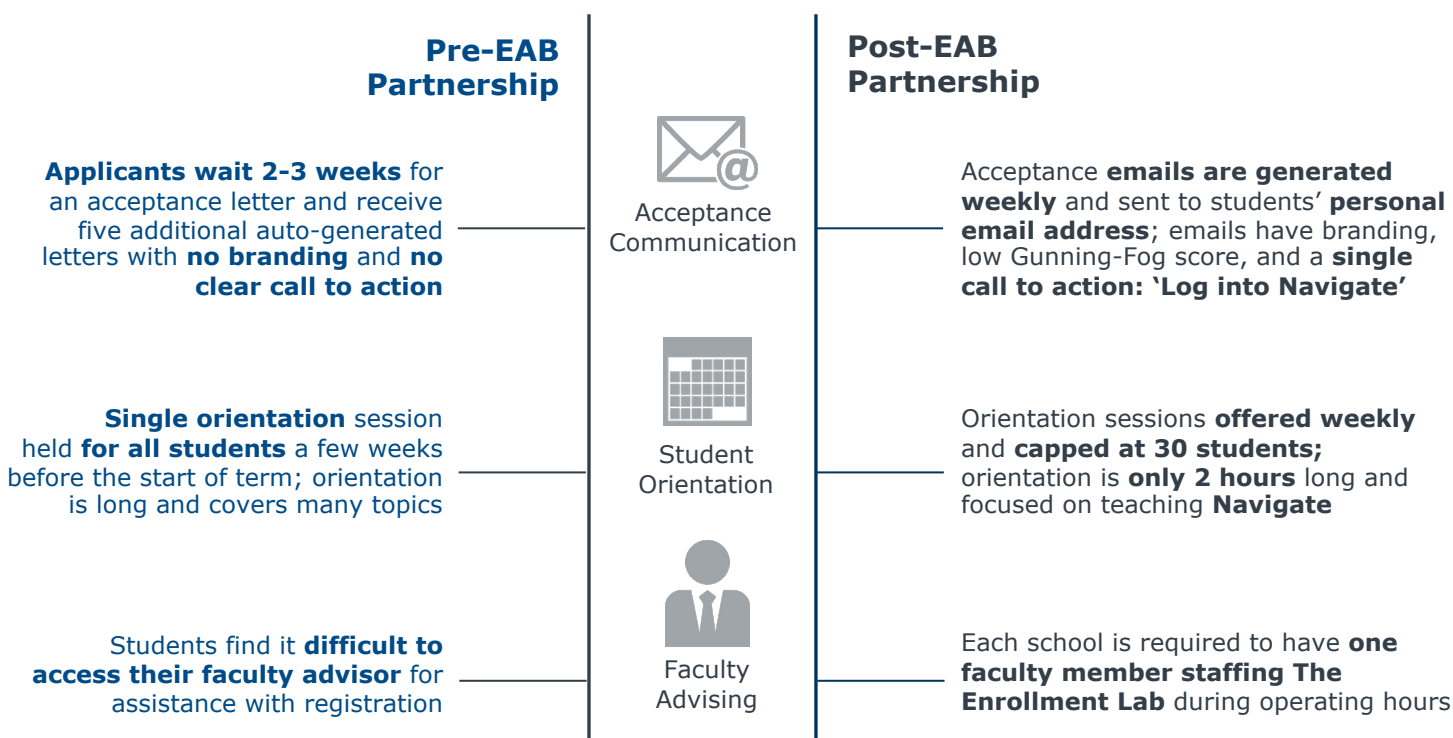 Pre-EAB
Partnership
Post-EAB
Partnership
Applicants wait 2-3 weeks for
an acceptance letter and receive
five additional auto-generated
letters with no branding and no
clear call to action
@
Acceptance
Communication
Acceptance emails are generated
weekly and sent to students’ personal
email address; emails have branding,
low Gunning-Fog score, and a single
call to action: ‘Log into Navigate’
Single orientation session
held for all students a few weeks
before the start of term; orientation
is long and covers many topics
Student
Orientation
Orientation sessions offered weekly
and capped at 30 students;
orientation is only 2 hours long and
focused on teaching Navigate
Students find it difficult to
access their faculty advisor for
assistance with registration
Faculty
Advising
Each school is required to have one
faculty member staffing The
Enrollment Lab during operating hours